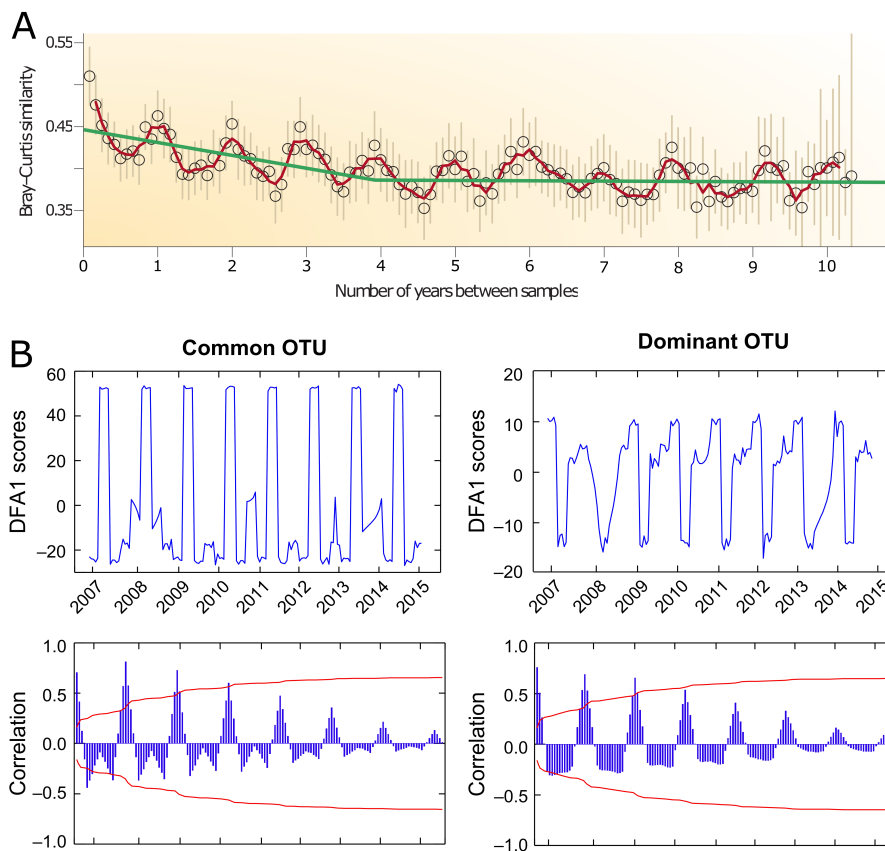 A
0.55
0.45
0.35
Bray–Curtis similarity
0 1 2 3 4 5 6 7 8 9 10
Number of years between samples
B
Common OTU
60
40
20
0
–20
DFA1 scores
2007 2008 2009 2010 2011 2012 2013 2014 2015
Dominant OTU
20
10
0
–10
–20
DFA1 scores
2007 2008 2009 2010 2011 2012 2013 2014 2015
1.0
0.5
0.0
–0.5
–1.0
Correlation
1.0
0.5
0.0
–0.5
–1.0
Correlation